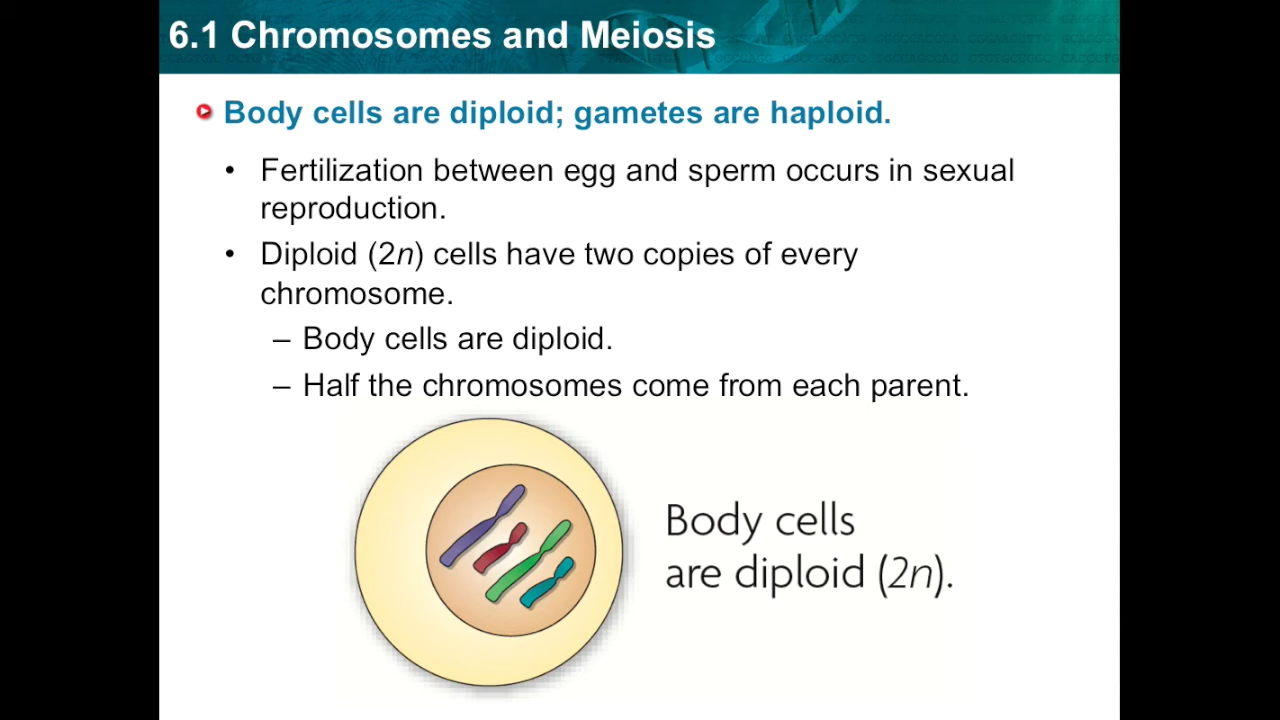 6.1 Chromosomes and Meiosis
Body cells are diploid; gametes are haploid.
• Fertilization between egg and sperm occurs in sexual
reproduction.
• Diploid (2n) cells have two copies of every
chromosome.
– Body cells are diploid.
– Half the chromosomes come from each parent.
Body cells
are diploid (2n).